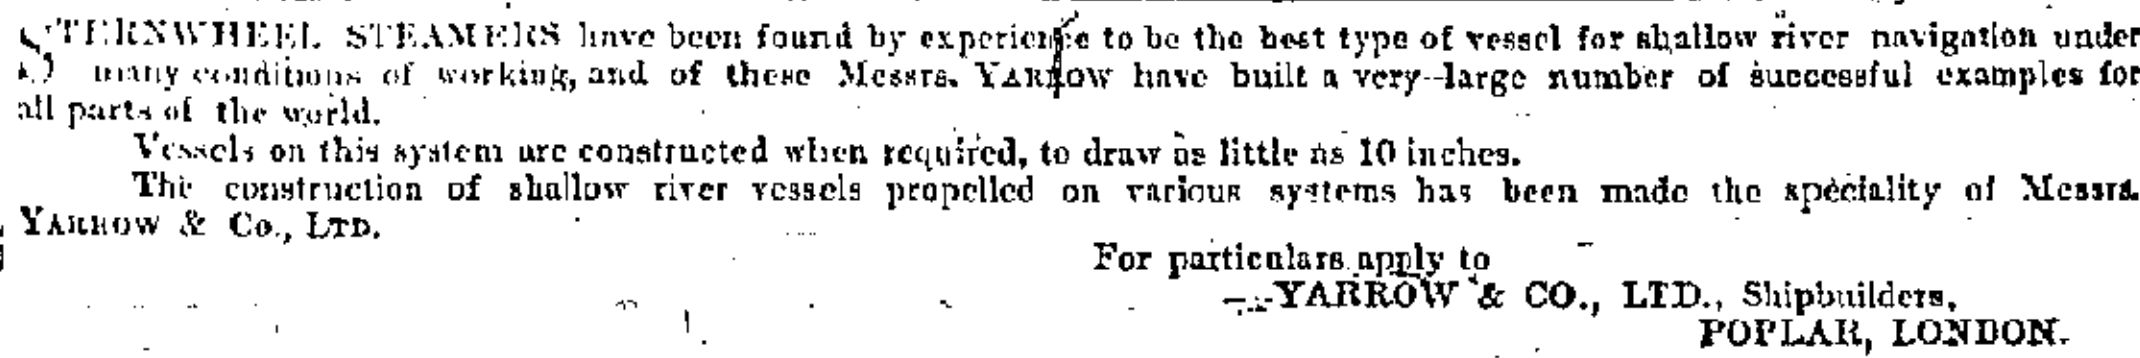 STERNWHEEL STEAMERS have been found by experience to be the best type of vessel for shallow river navigation under
many conditions of working, and of these Messrs. YARROW have built a very large number of successful examples for
all parts of the world.
Vessels on this system are constructed when required, to draw as little as 10 inches.
The construction of shallow river vessels propelled on various systems has been made the speciality of Messrs.
YARROW & Co., LTD.
For particulars apply to
YARROW & CO., LTD., Shipbuilders,
POPLAR, LONDON.